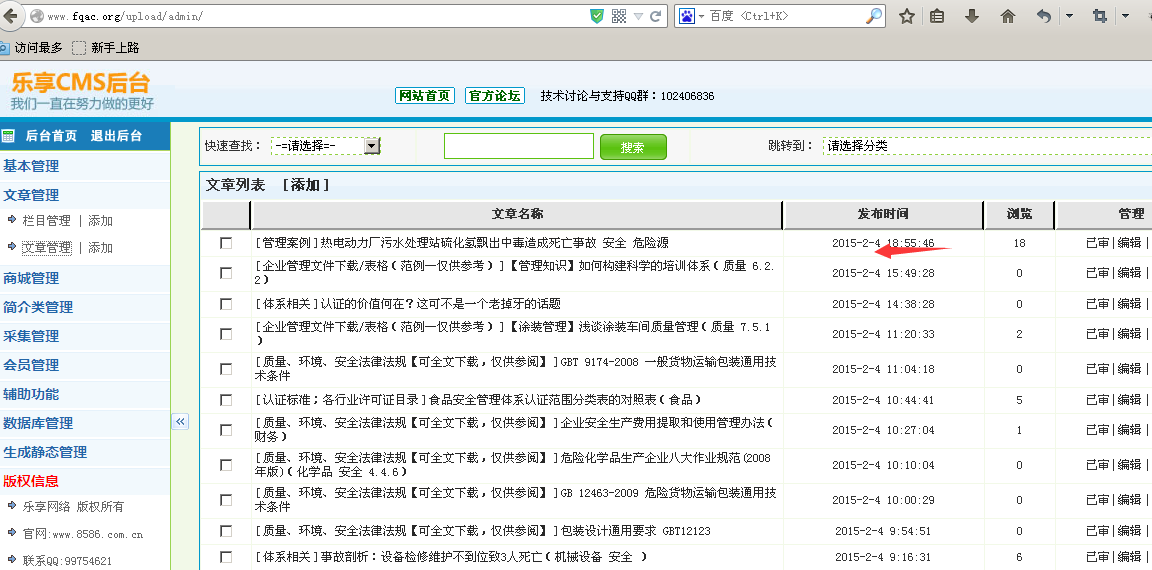 www.fqac.org/upload/admin/
百度 <Ctrl+K>
访问最多 新手上路
乐享CMS后台
我们一直在努力做的更好
网站首页 官方论坛 技术讨论与支持QQ群：102406836
后台首页 退出后台
基本管理
文章管理
栏目管理 | 添加
文章管理 | 添加
商城管理
简介类管理
采集管理
会员管理
辅助功能
数据库管理
生成静态管理
版权信息
乐享网络 版权所有
官网:www.8586.com.cn
联系QQ:99754621
快速查找： -=请选择=- 搜索 跳转到： 请选择分类
文章列表 [添加]
文章名称 发布时间 浏览 管理
[管理案例]热电动力厂污水处理站硫化氢飘出中毒造成死亡事故 安全 危险源 2015-2-4 18:55:46 18 已审|编辑|
[企业管理文件下载/表格(范例—仅供参考)]【管理知识】如何构建科学的培训体系(质量 6.2.
2) 2015-2-4 15:49:28 0 已审|编辑|
[体系相关]认证的价值何在？这可不是一个老掉牙的话题 2015-2-4 14:38:28 0 已审|编辑|
[企业管理文件下载/表格(范例—仅供参考)]【涂装管理】浅谈涂装车间质量管理(质量 7.5.1
) 2015-2-4 11:20:33 2 已审|编辑|
[质量、环境、安全法律法规【可全文下载，仅供参阅】]GBT 9174-2008 一般货物运输包装通用技
术条件 2015-2-4 11:04:18 0 已审|编辑|
[认证标准；各行业许可证目录]食品安全管理体系认证范围分类表的对照表(食品) 2015-2-4 10:44:41 5 已审|编辑|
[质量、环境、安全法律法规【可全文下载，仅供参阅】]企业安全生产费用提取和使用管理办法(
财务) 2015-2-4 10:27:04 1 已审|编辑|
[质量、环境、安全法律法规【可全文下载，仅供参阅】]危险化学品生产企业八大作业规范(2008
年版)(化学品 安全 4.4.6) 2015-2-4 10:10:04 0 已审|编辑|
[质量、环境、安全法律法规【可全文下载，仅供参阅】]GB 12463-2009 危险货物运输包装通用技
术条件 2015-2-4 10:00:29 0 已审|编辑|
[质量、环境、安全法律法规【可全文下载，仅供参阅】]包装设计通用要求 GBT12123 2015-2-4 9:54:51 0 已审|编辑|
[体系相关]事故剖析：设备检修维护不到位致3人死亡(机械设备 安全 ) 2015-2-4 9:16:31 6 已审|编辑|